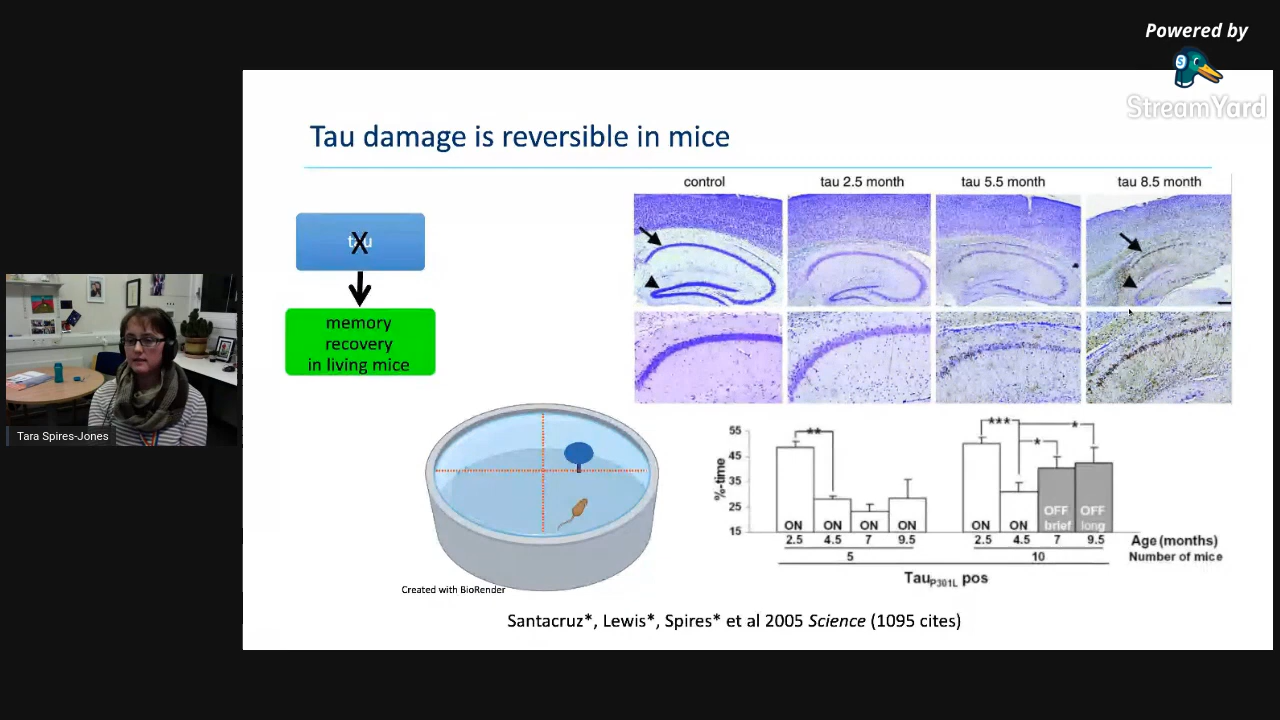 Powered by
StreamYard
Tau damage is reversible in mice
tau
X
memory
recovery
in living mice
control
tau 2.5 month
tau 5.5 month
tau 8.5 month
Tara Spires-Jones
Created with BioRender
%-time
55
45
35
25
15
**
ON ON ON ON
2.5 4.5 7 9.5
5
***
*
*
ON ON OFF brief OFF long
2.5 4.5 7 9.5
10
Age (months)
Number of mice
TauP301L pos
Santacruz*, Lewis*, Spires* et al 2005 Science (1095 cites)